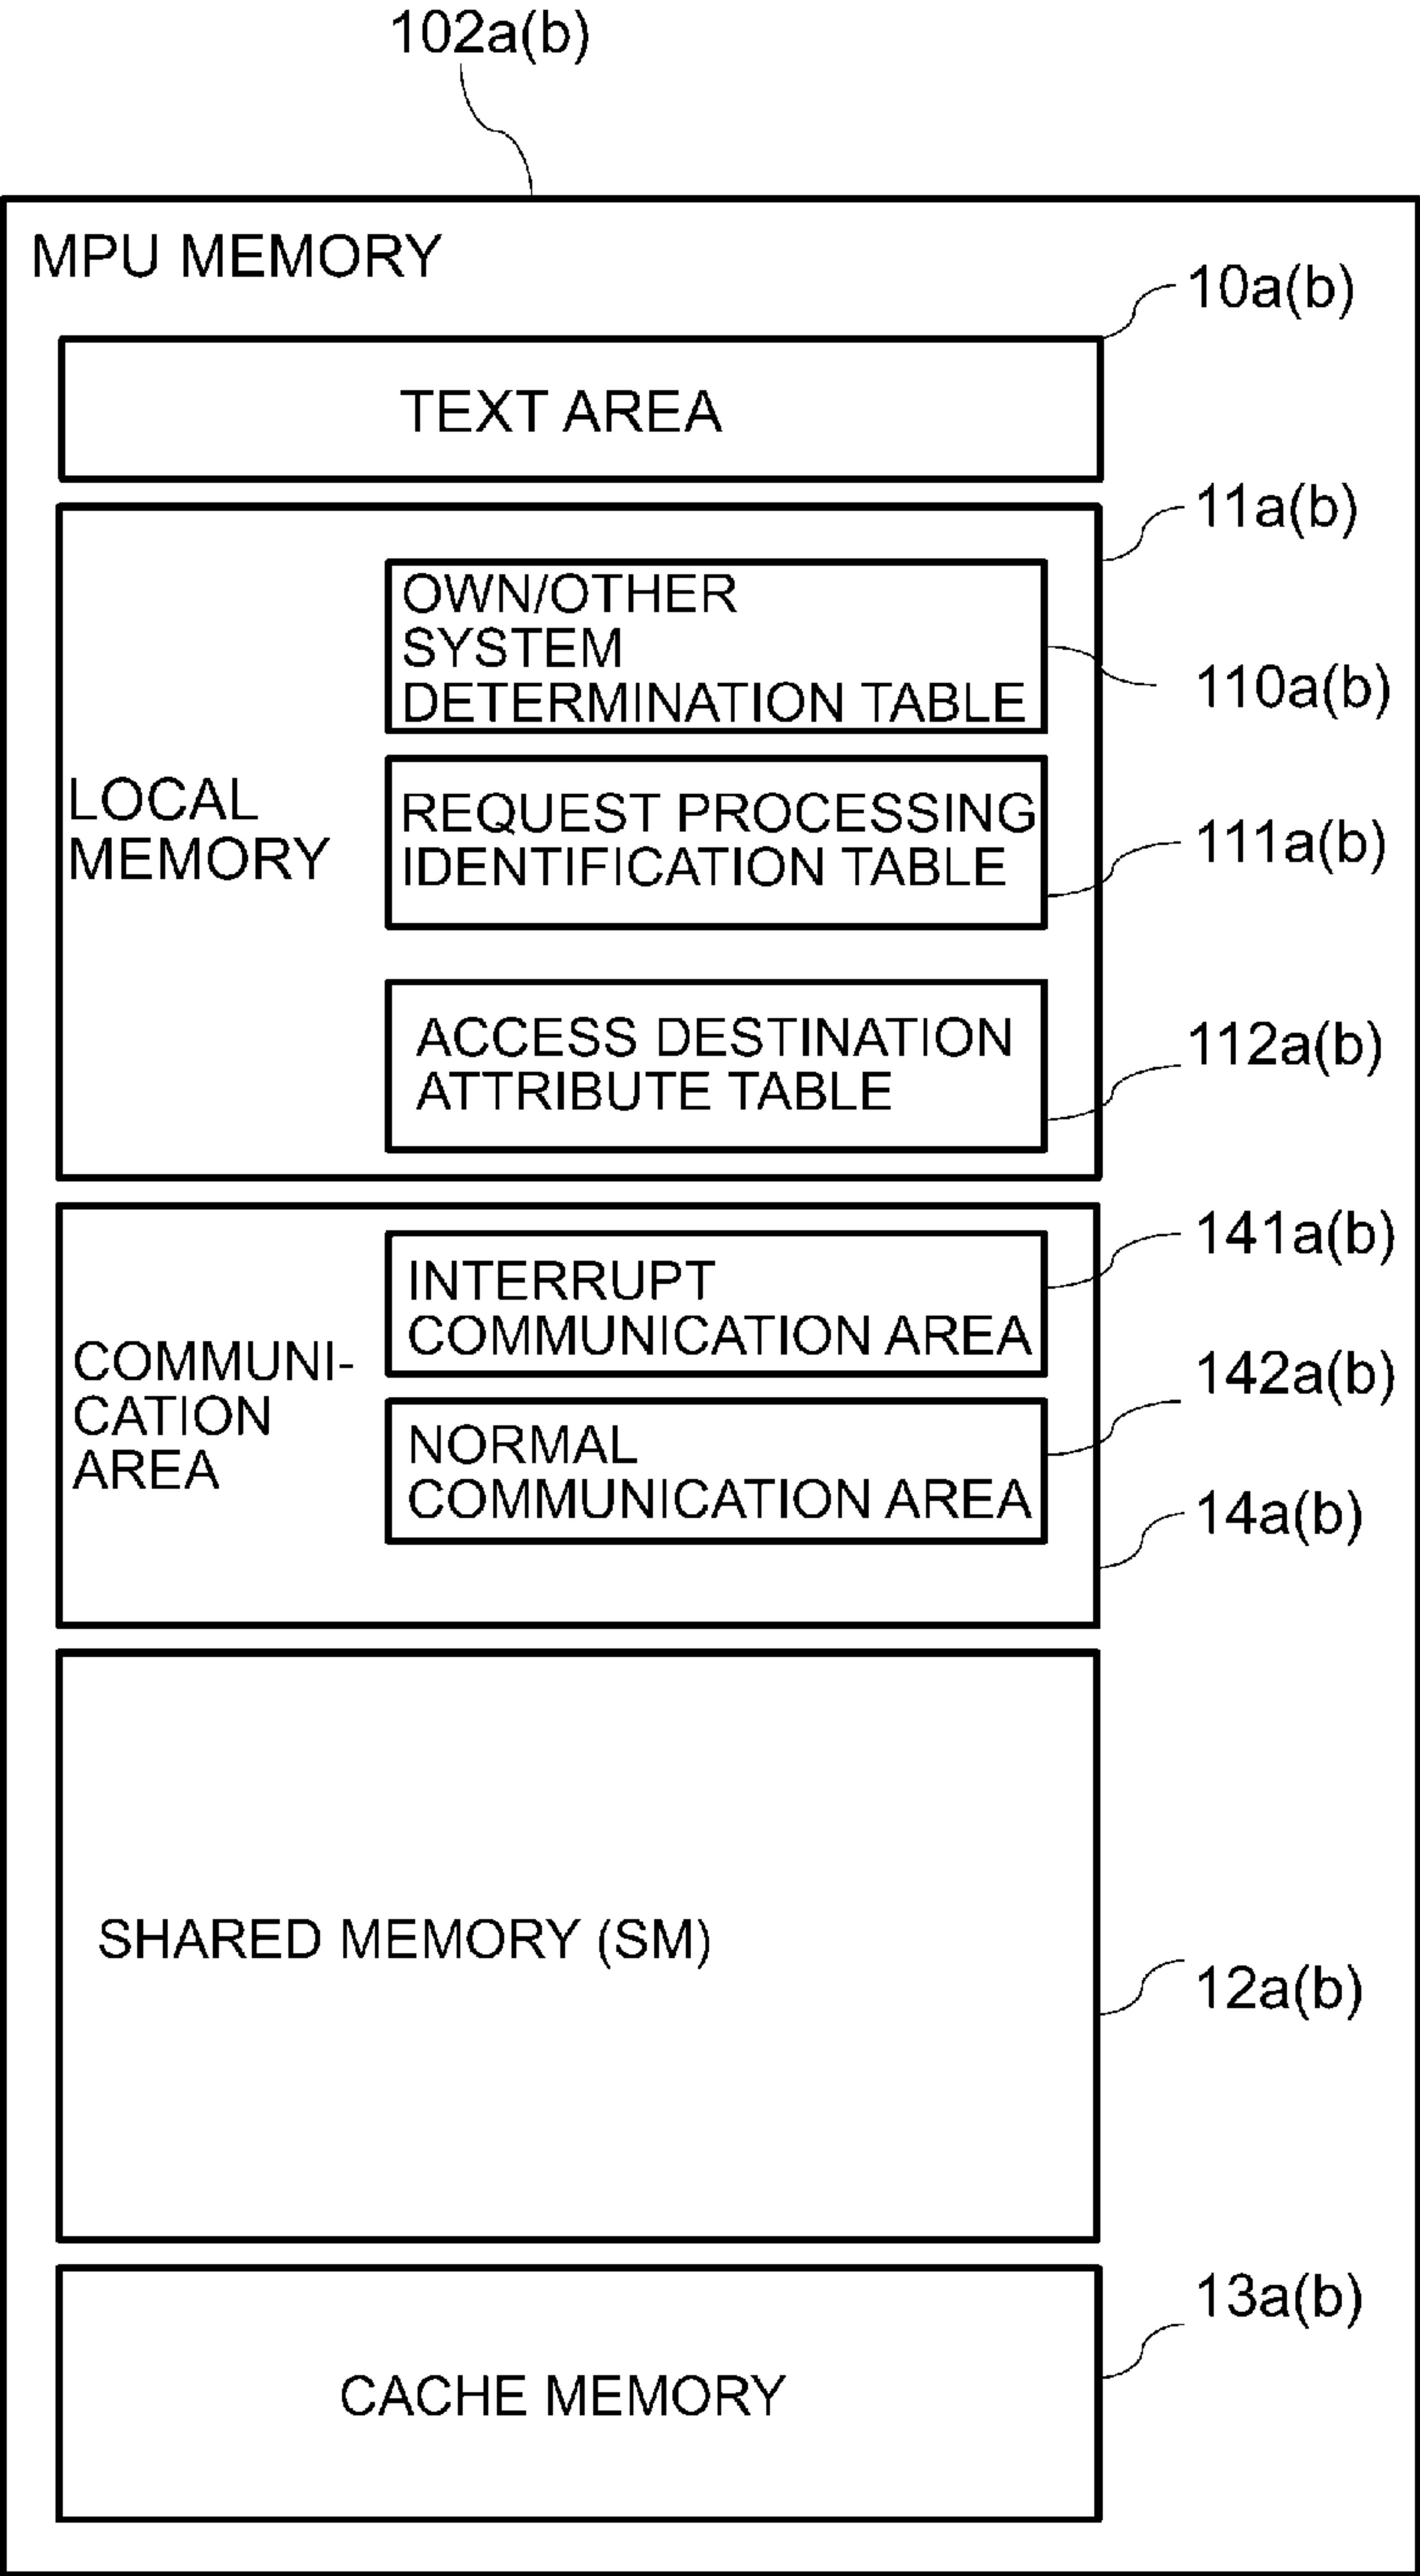 102a(b)
MPU MEMORY
10a(b)
TEXT AREA
11a(b)
OWN/OTHER
SYSTEM
DETERMINATION TABLE
110a(b)
LOCAL
MEMORY
REQUEST PROCESSING
IDENTIFICATION TABLE
111a(b)
ACCESS DESTINATION
ATTRIBUTE TABLE
112a(b)
141a(b)
INTERRUPT
COMMUNICATION AREA
COMMUNI-
CATION
AREA
142a(b)
NORMAL
COMMUNICATION AREA
14a(b)
SHARED MEMORY (SM)
12a(b)
13a(b)
CACHE MEMORY